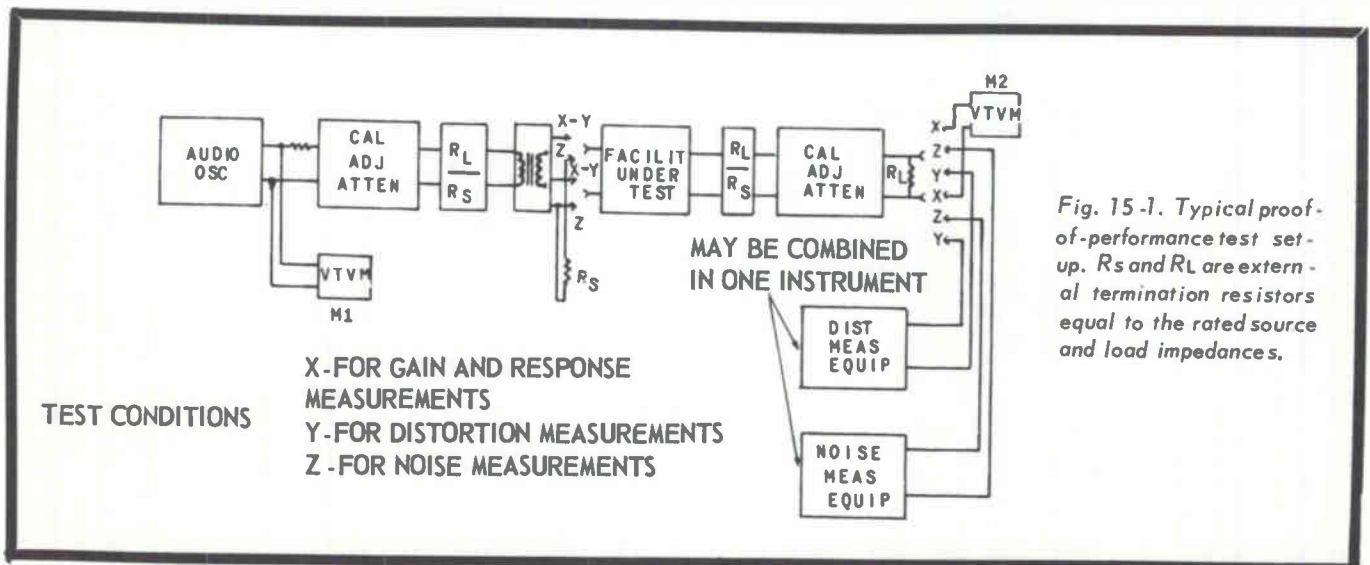 AUDIO
OSC
VTVM
M1
CAL
ADJ
ATTEN
RL
RS
X-Y
Z
X-Y
Z
RS
FACILIT
UNDER
TEST
RL
RS
CAL
ADJ
ATTEN
RL
X
Z
Y
X
Z
Y
M2
VTVM
MAY BE COMBINED
IN ONE INSTRUMENT
DIST
MEAS
EQUIP
NOISE
MEAS
EQUIP
TEST CONDITIONS
X-FOR GAIN AND RESPONSE
MEASUREMENTS
Y-FOR DISTORTION MEASUREMENTS
Z-FOR NOISE MEASUREMENTS
Fig. 15-1. Typical proof-
of-performance test set-
up. Rs and RL are extern-
al termination resistors
equal to the rated source
and load impedances.